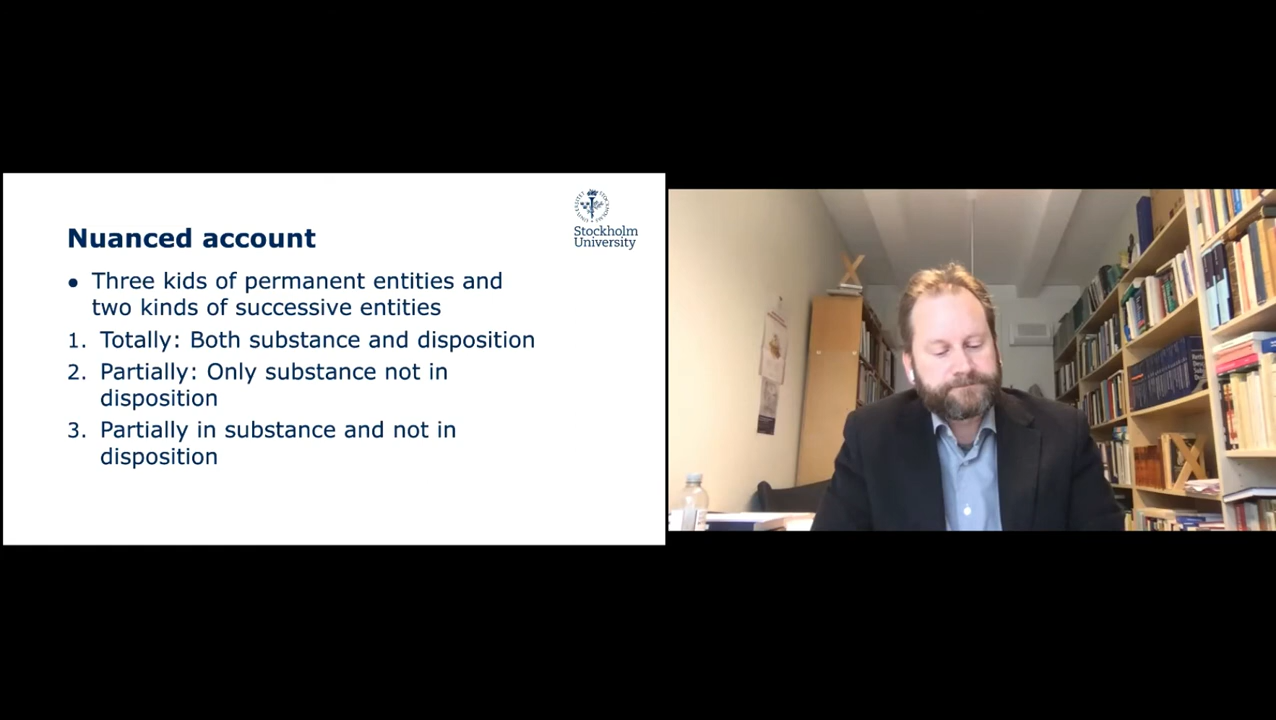 Nuanced account
• Three kids of permanent entities and
two kinds of successive entities
1. Totally: Both substance and disposition
2. Partially: Only substance not in
disposition
3. Partially in substance and not in
disposition
Stockholm
University